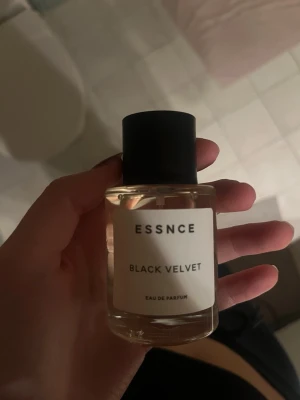 ESSNCE
BLACK VELVET
EAU DE PARFUM